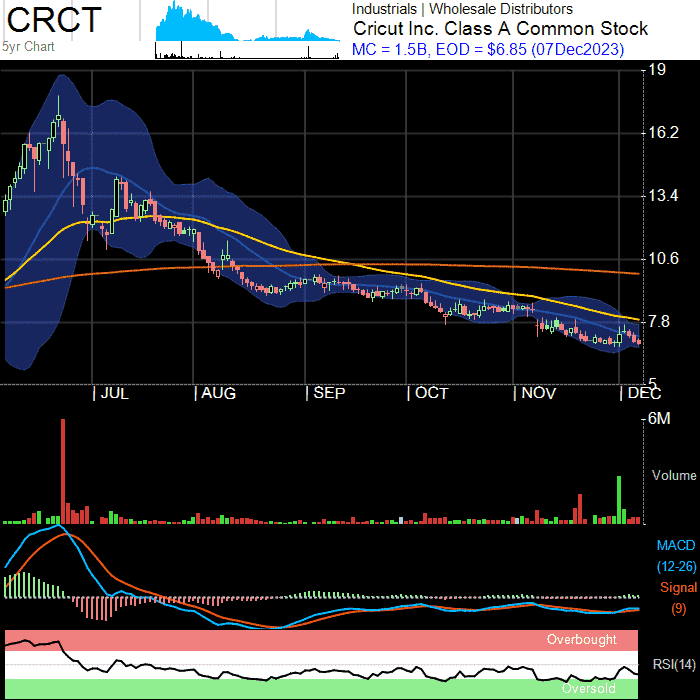 CRCT
5yr Chart
Industrials | Wholesale Distributors
Cricut Inc. Class A Common Stock
MC = 1.5B, EOD = $6.85 (07Dec2023)
19
16.2
13.4
10.6
7.8
5
| JUL | AUG | SEP | OCT | NOV | DEC
6M
Volume
MACD
(12-26)
Signal
(9)
Overbought
RSI(14)
Oversold